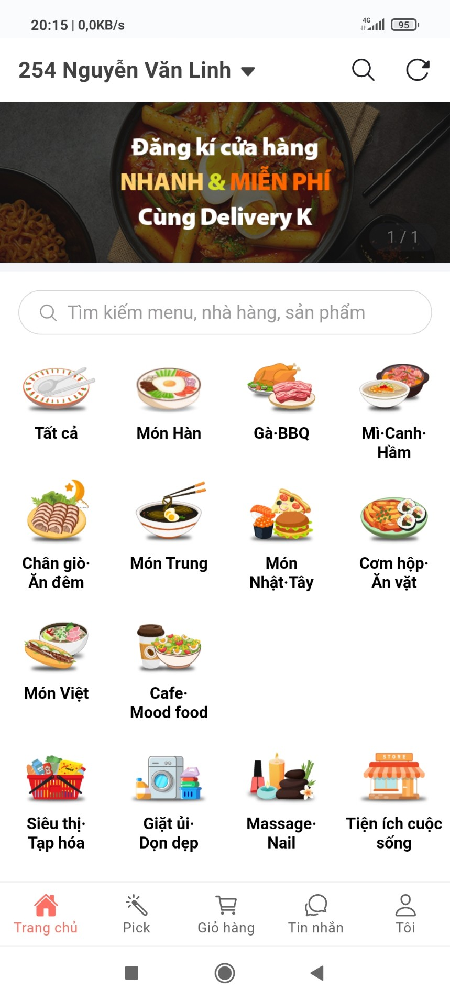 20:15 | 0,0KB/s
4G
95
254 Nguyễn Văn Linh
Đăng kí cửa hàng
NHANH & MIỄN PHÍ
Cùng Delivery K
1 / 1
Tìm kiếm menu, nhà hàng, sản phẩm
Tất cả
Món Hàn
Gà·BBQ
Mì·Canh·
Hầm
Chân giò·
Ăn đêm
Món Trung
Món
Nhật·Tây
Cơm hộp·
Ăn vặt
Món Việt
Cafe·
Mood food
STORE
Siêu thị·
Tạp hóa
Giặt ủi·
Dọn dẹp
Massage·
Nail
Tiện ích cuộc
sống
Trang chủ
Pick
Giỏ hàng
Tin nhắn
Tôi